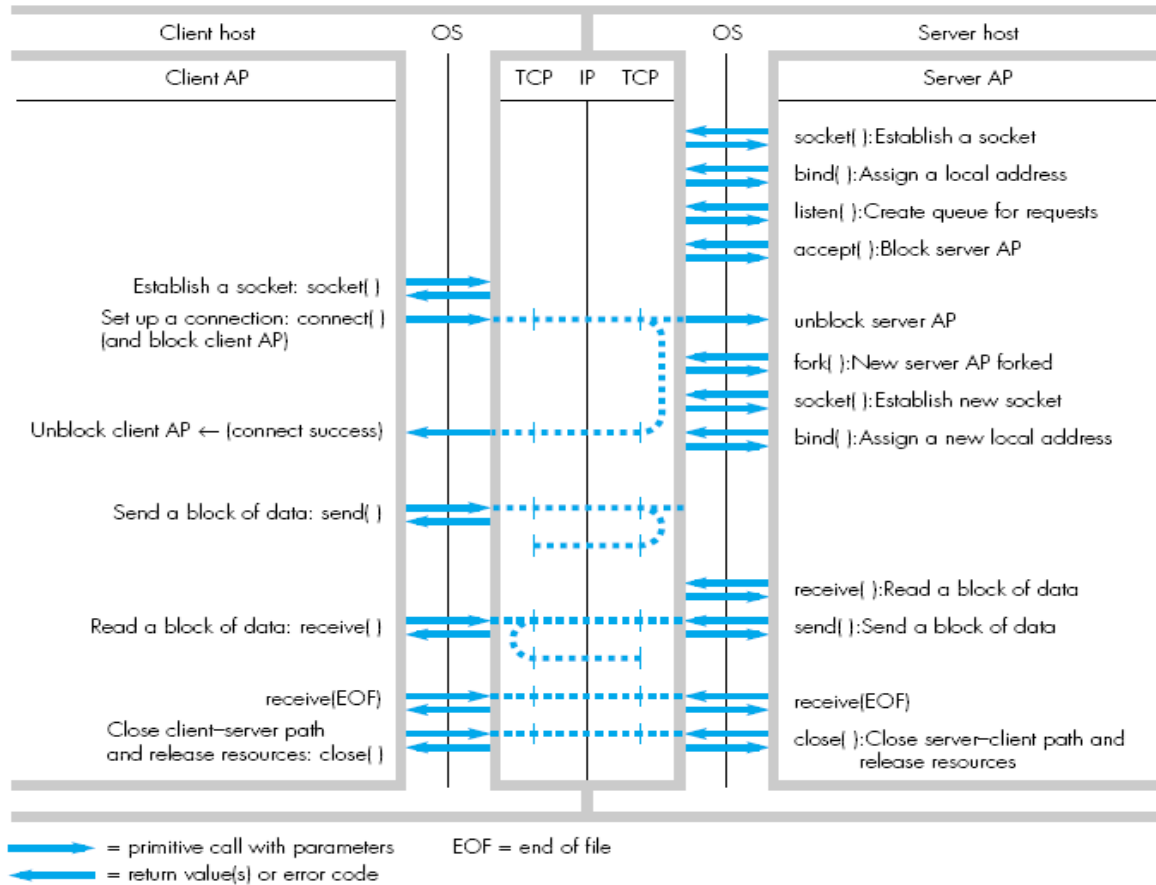 Client host OS OS Server host
Client AP TCP IP TCP Server AP
socket( ):Establish a socket
bind( ):Assign a local address
listen( ):Create queue for requests
accept( ):Block server AP
Establish a socket: socket( )
Set up a connection: connect( ) unblock server AP
(and block client AP)
fork( ):New server AP forked
socket( ):Establish new socket
Unblock client AP ← (connect success) bind( ):Assign a new local address
Send a block of data: send( )
receive( ):Read a block of data
Read a block of data: receive( ) send( ):Send a block of data
receive(EOF) receive(EOF)
Close client–server path close( ):Close server–client path and
and release resources: close( ) release resources
= primitive call with parameters EOF = end of file
= return value(s) or error code